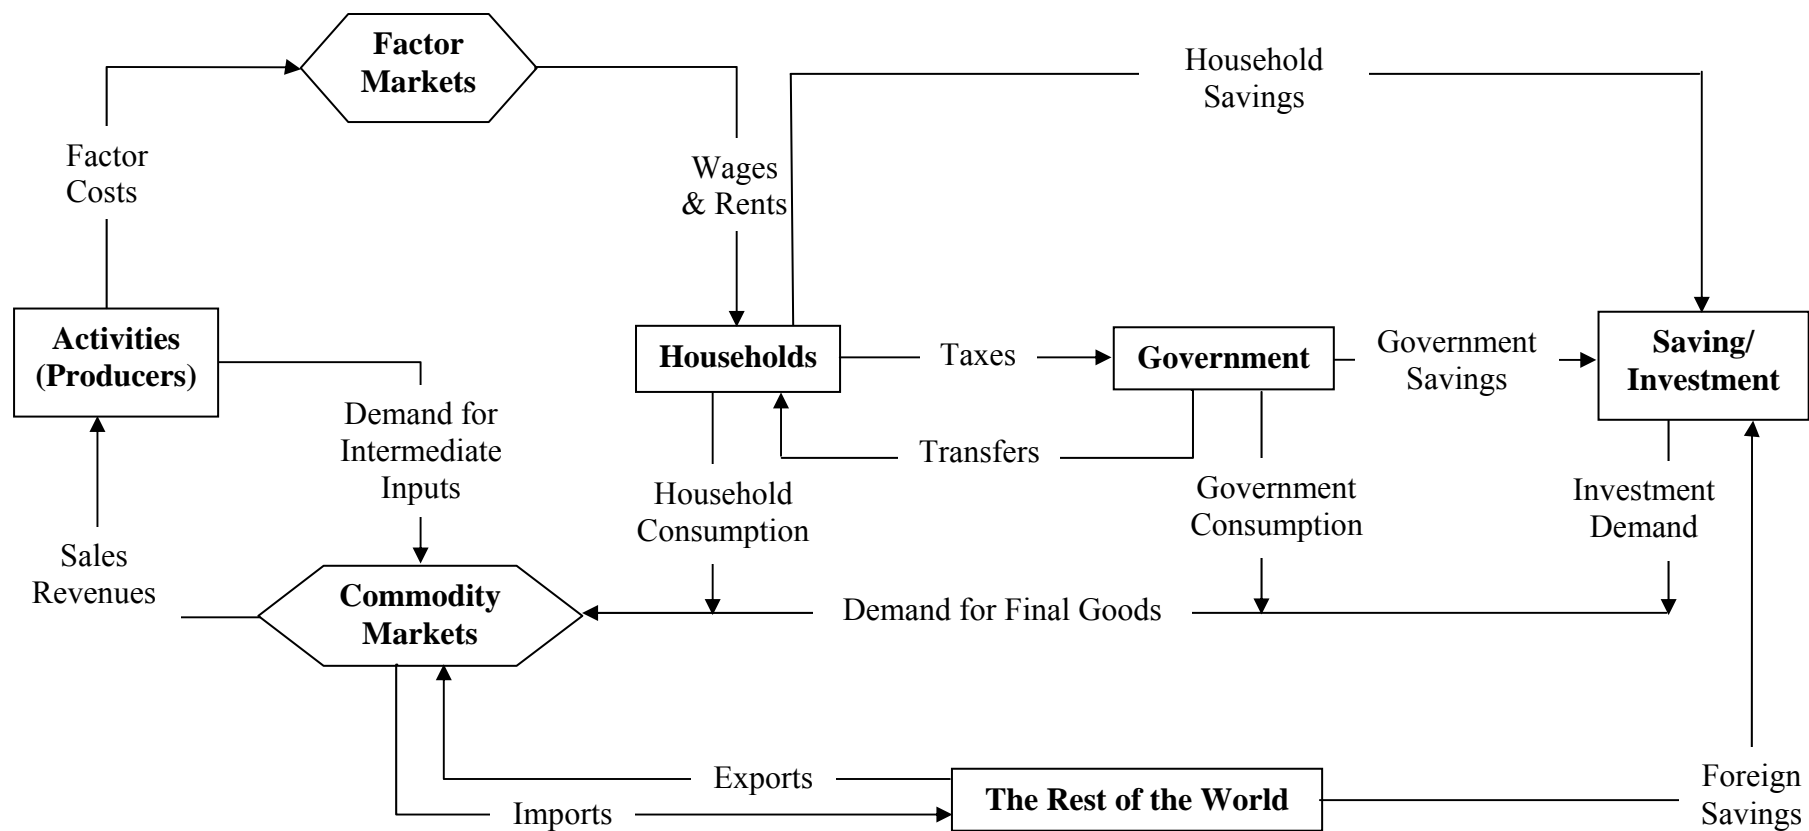 Factor
Markets
Household
Savings
Factor
Costs
Wages
& Rents
Activities
(Producers)
Households
Taxes
Government
Government
Savings
Saving/
Investment
Demand for
Intermediate
Inputs
Transfers
Household
Consumption
Government
Consumption
Investment
Demand
Sales
Revenues
Commodity
Markets
Demand for Final Goods
Exports
Imports
The Rest of the World
Foreign
Savings